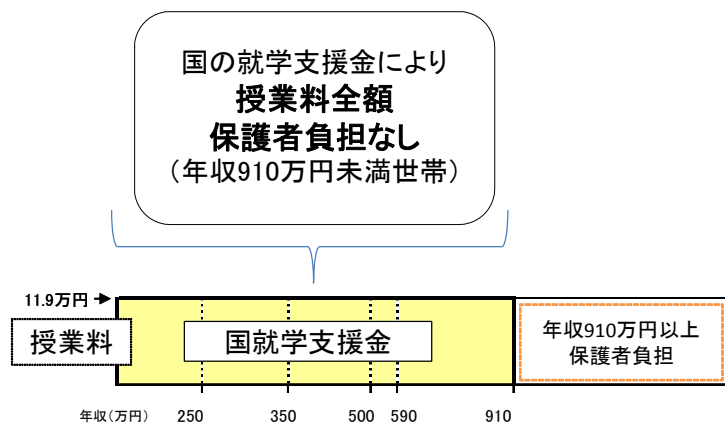 国の就学支援金により
授業料全額
保護者負担なし
（年収910万円未満世帯）
11.9万円
授業料
国就学支援金
年収910万円以上
保護者負担
年収(万円) 250 350 500 590 910